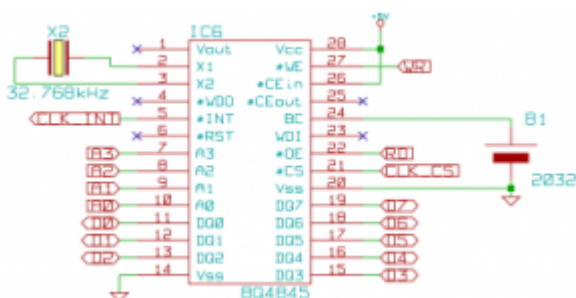 X2
32.768kHz
IC6
+5V
1 Vout Vcc 28
2 X1 *WE 27 WR
3 X2 *CEin 26
4 *WDO *CEout 25
CLK_INT 5 *INT BC 24
6 *RST WDI 23
A3 7 A3 *OE 22 RD
A2 8 A2 *CS 21 CLK_CS
A1 9 A1 Vss 20
A0 10 A0 DQ7 19 D7
D0 11 DQ0 DQ6 18 D6
D1 12 DQ1 DQ5 17 D5
D2 13 DQ2 DQ4 16 D4
14 Vss DQ3 15 D3
BQ4845
B1
2032